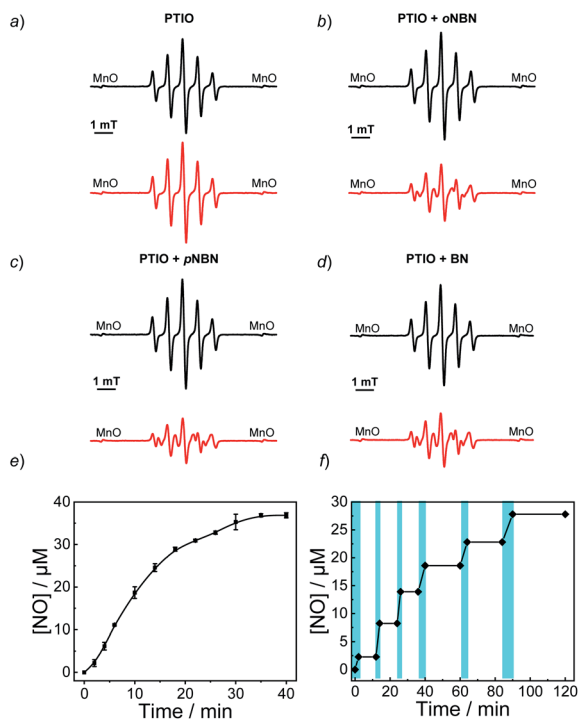 a) PTIO
MnO MnO
1 mT
MnO MnO
b) PTIO + oNBN
MnO MnO
1 mT
MnO MnO
c) PTIO + pNBN
MnO MnO
1 mT
MnO MnO
d) PTIO + BN
MnO MnO
1 mT
MnO MnO
e)
[NO] / µM
40
30
20
10
0
0 10 20 30 40
Time / min
f)
[NO] / µM
30
25
20
15
10
5
0
0 20 40 60 80 100 120
Time / min